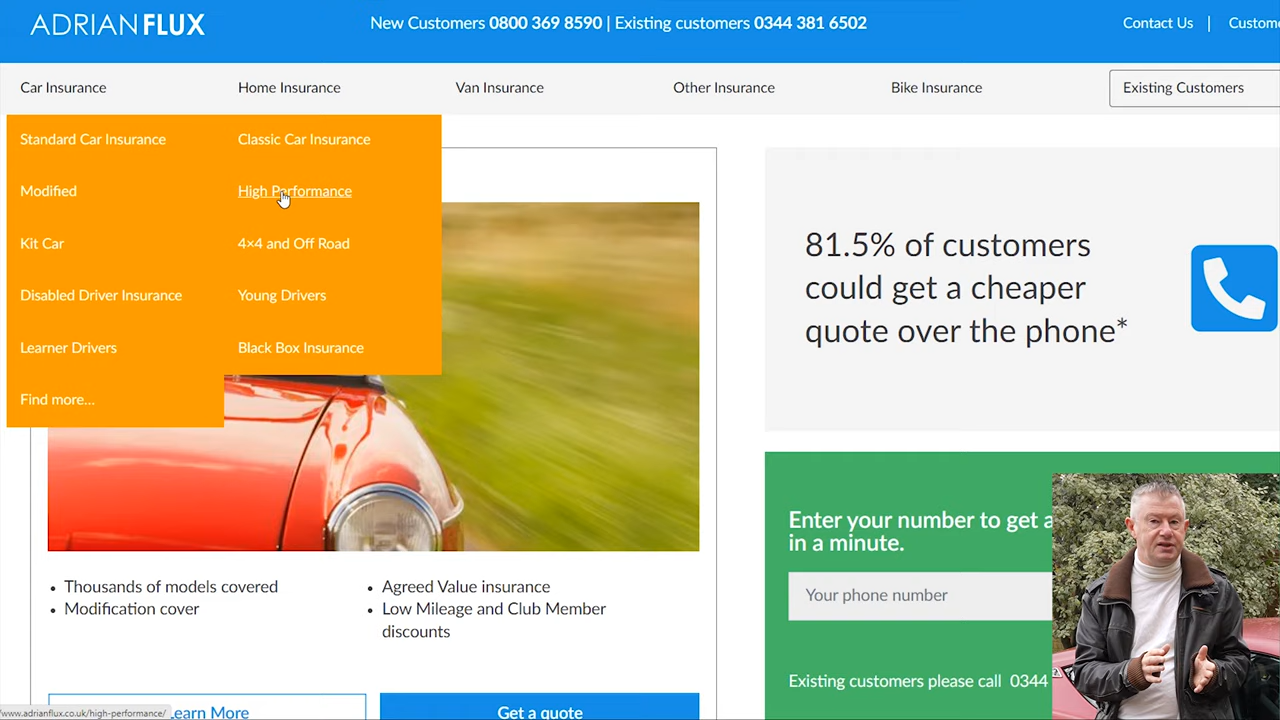 ADRIANFLUX
New Customers 0800 369 8590 | Existing customers 0344 381 6502
Contact Us |
Car Insurance
Home Insurance
Van Insurance
Other Insurance
Bike Insurance
Existing Customers
Standard Car Insurance
Classic Car Insurance
Modified
High Performance
Kit Car
4×4 and Off Road
Disabled Driver Insurance
Young Drivers
Learner Drivers
Black Box Insurance
Find more...
81.5% of customers
could get a cheaper
quote over the phone*
Enter your number to get a
in a minute.
Your phone number
Existing customers please call 0344
• Thousands of models covered
• Modification cover
• Agreed Value insurance
• Low Mileage and Club Member
discounts
Learn More
Get a quote
/www.adrianflux.co.uk/high-performance/